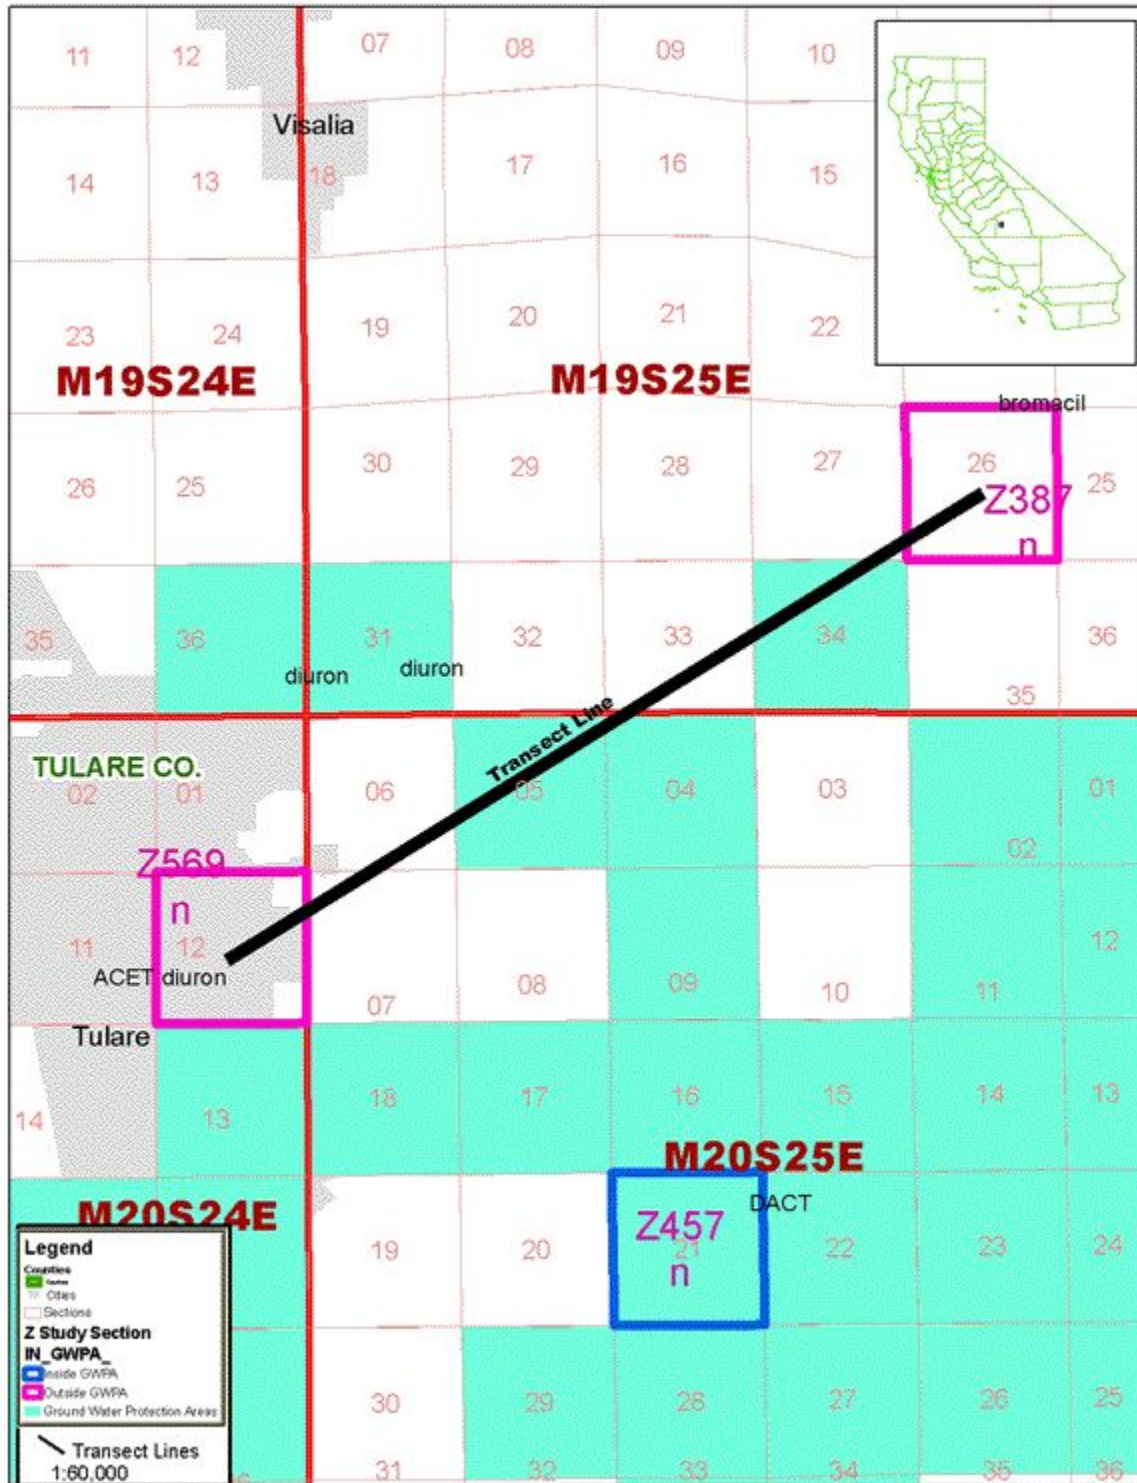 11 12 07 08 09 10
Visalia
14 13 18 17 16 15
23 24 19 20 21 22
M19S24E M19S25E
bromacil
26 25 30 29 28 27 26 25
Z387
n
35 36 31 32 33 34 36
diuron diuron
35
Transect Line
TULARE CO.
02 01 06 05 04 03 01
02
Z569
n
11 12 12
ACET diuron
07 08 09 10 11
Tulare
14 13 18 17 16 15 14 13
M20S25E
DACT
M20S24E
Z457
19 20 21 22 23 24
n
Legend
Counties
Cities
Sections
Z Study Section
IN_GWPA_
Inside GWPA
Outside GWPA
Ground Water Protection Areas
30 29 28 27 26 25
Transect Lines
1:60,000
31 32 33 34 35 36